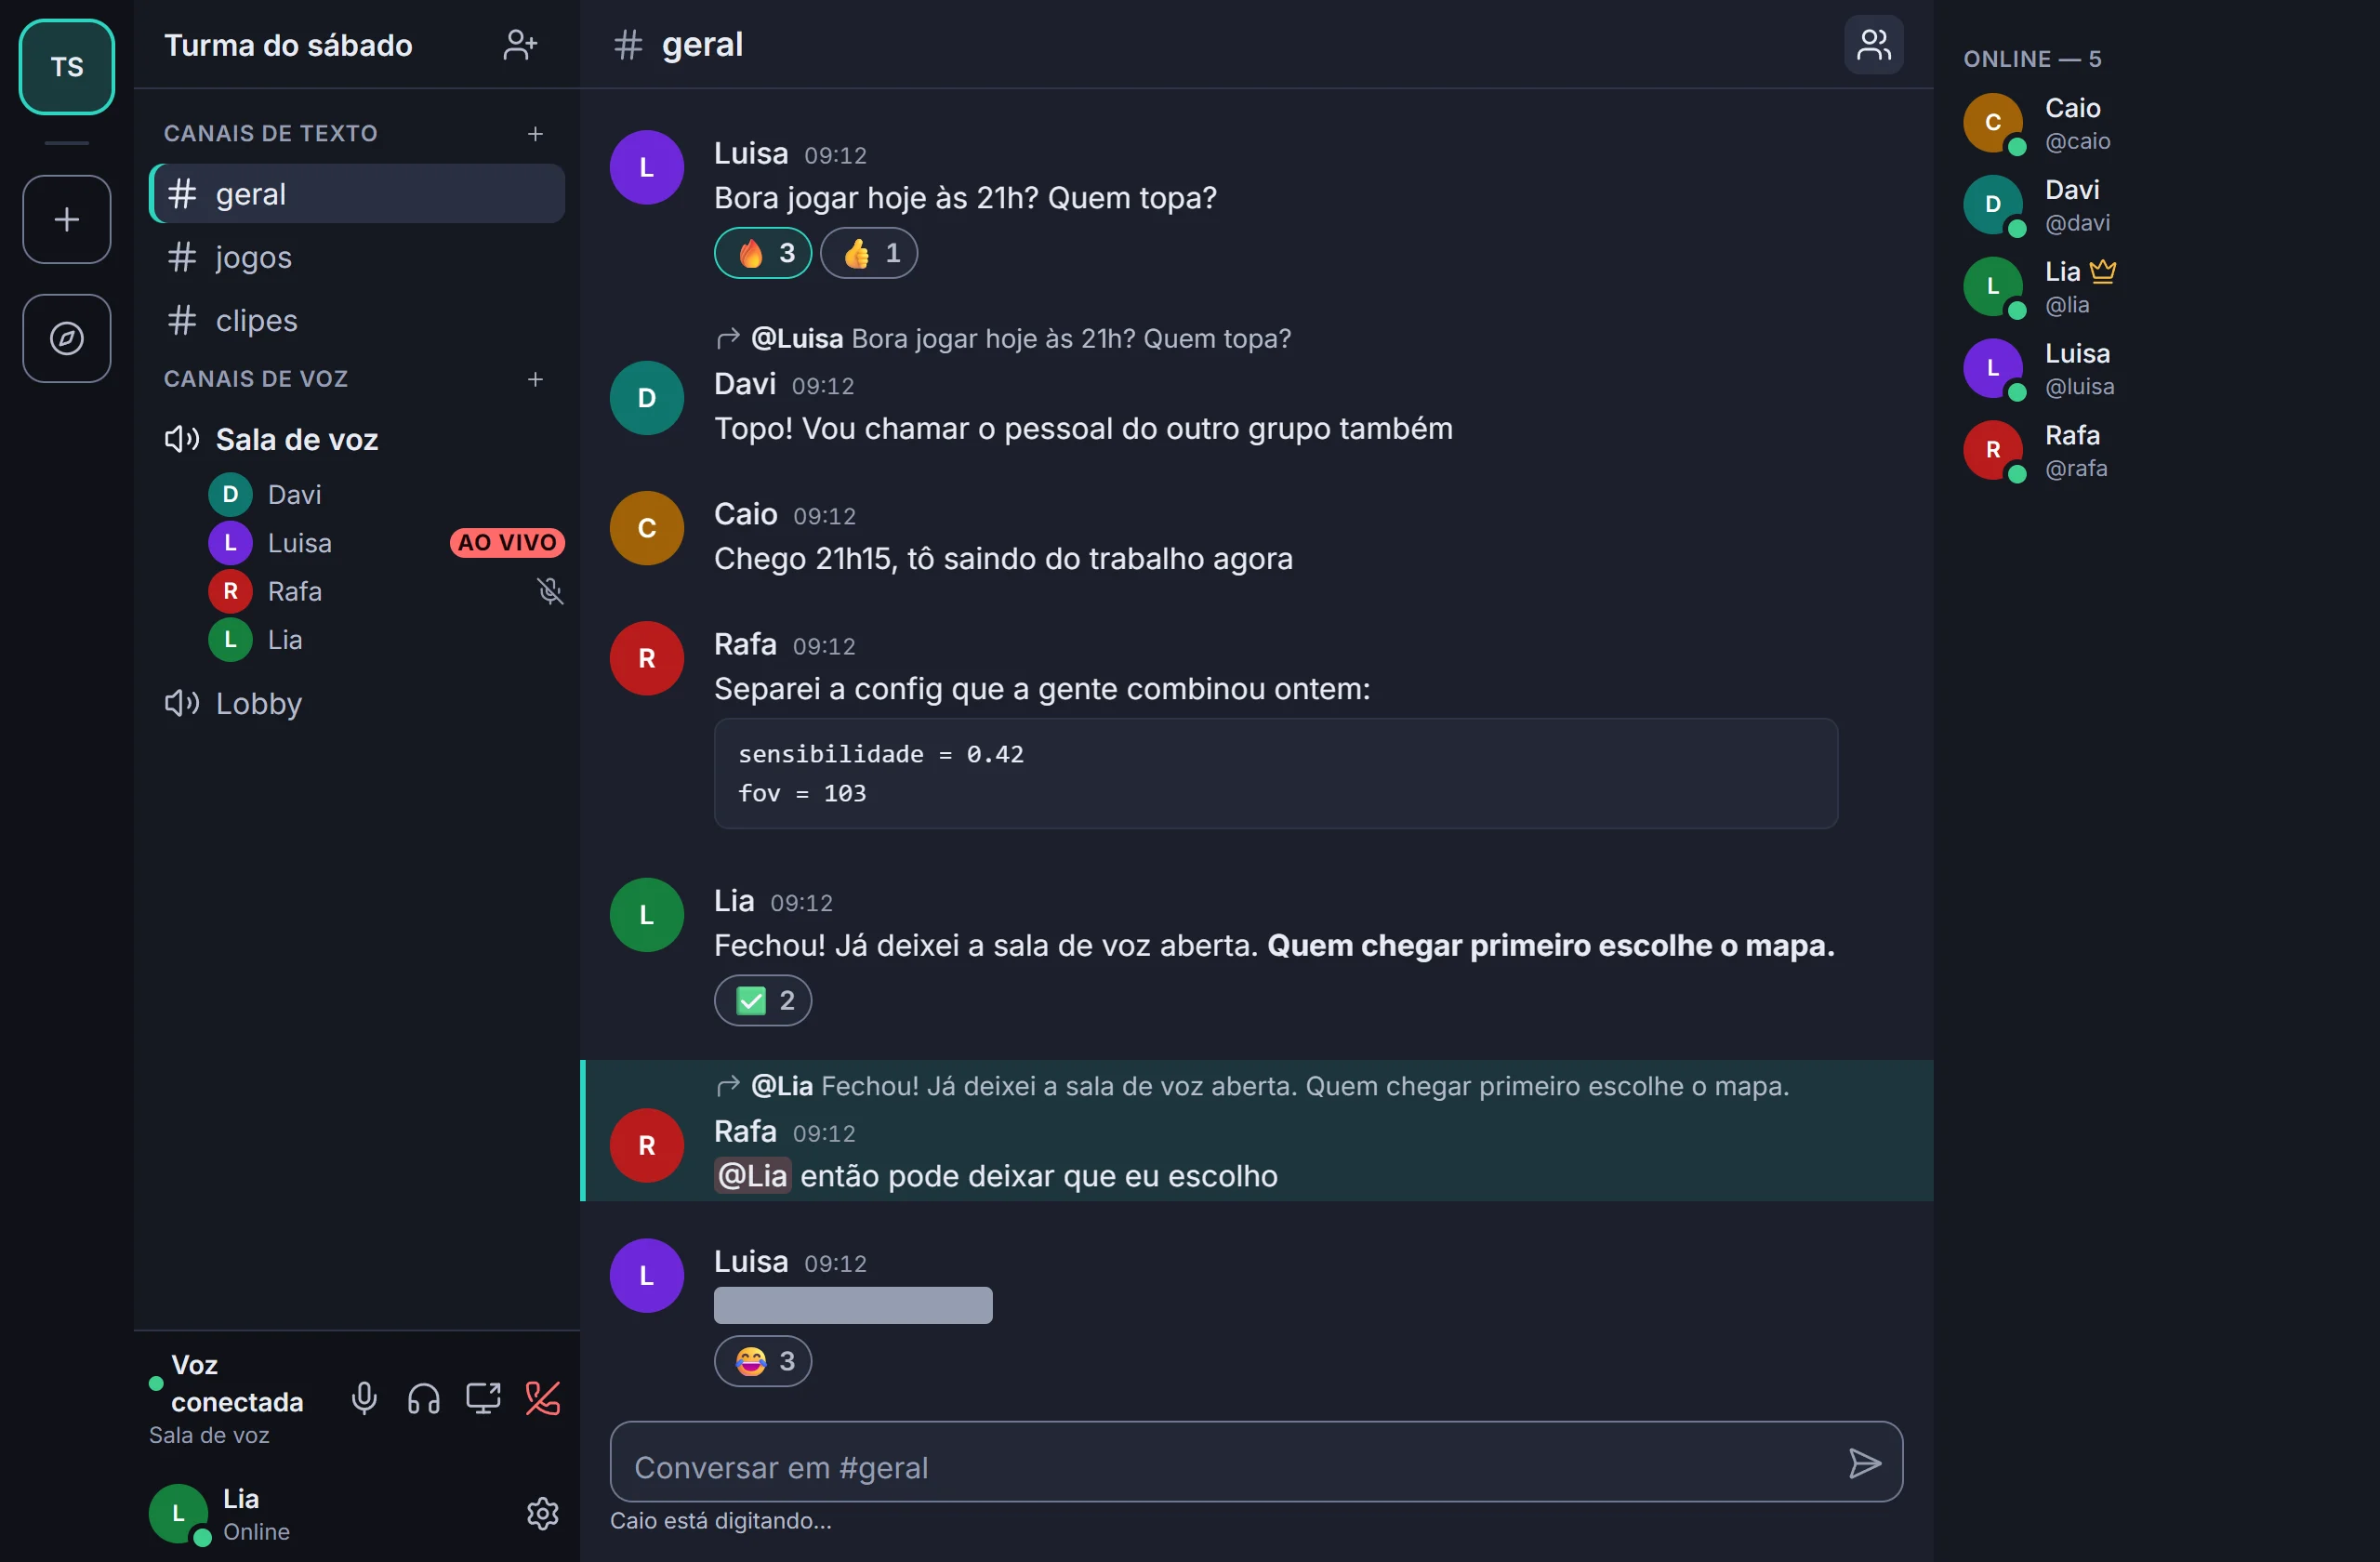 TS
Turma do sábado
CANAIS DE TEXTO
geral
jogos
clipes
CANAIS DE VOZ
Sala de voz
D Davi
L Luisa AO VIVO
R Rafa
L Lia
Lobby
Voz conectada
Sala de voz
L Lia
Online
# geral
L Luisa 09:12
Bora jogar hoje às 21h? Quem topa?
3 1
@Luisa Bora jogar hoje às 21h? Quem topa?
D Davi 09:12
Topo! Vou chamar o pessoal do outro grupo também
C Caio 09:12
Chego 21h15, tô saindo do trabalho agora
R Rafa 09:12
Separei a config que a gente combinou ontem:
sensibilidade = 0.42
fov = 103
L Lia 09:12
Fechou! Já deixei a sala de voz aberta. Quem chegar primeiro escolhe o mapa.
2
@Lia Fechou! Já deixei a sala de voz aberta. Quem chegar primeiro escolhe o mapa.
R Rafa 09:12
@Lia então pode deixar que eu escolho
L Luisa 09:12
3
Conversar em #geral
Caio está digitando...
ONLINE — 5
C Caio
@caio
D Davi
@davi
L Lia
@lia
L Luisa
@luisa
R Rafa
@rafa